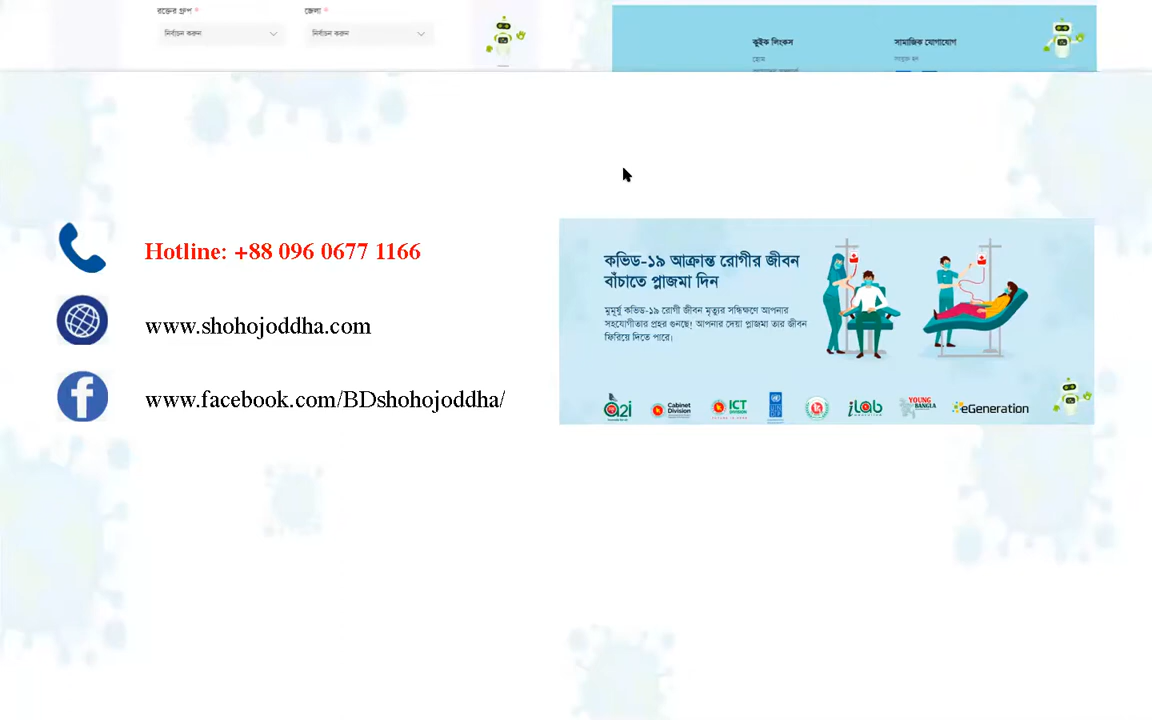 রক্তের গ্রুপ *
জেলা *
নির্বাচন করুন
নির্বাচন করুন
কুইক লিংকস
সামাজিক যোগাযোগ
হোম
Hotline: +88 096 0677 1166
www.shohojoddha.com
www.facebook.com/BDshohojoddha/
কভিড-১৯ আক্রান্ত রোগীর জীবন
বাঁচাতে প্লাজমা দিন
মুমূর্ষু কভিড-১৯ রোগী জীবন মৃত্যুর সন্ধিক্ষণে আপনার
সহযোগীতার প্রহর গুনছে! আপনার দেয়া প্লাজমা তার জীবন
ফিরিয়ে দিতে পারে।
a2i
Cabinet
Division
ICT
DIVISION
iLab
YOUNG
BANGLA
eGeneration